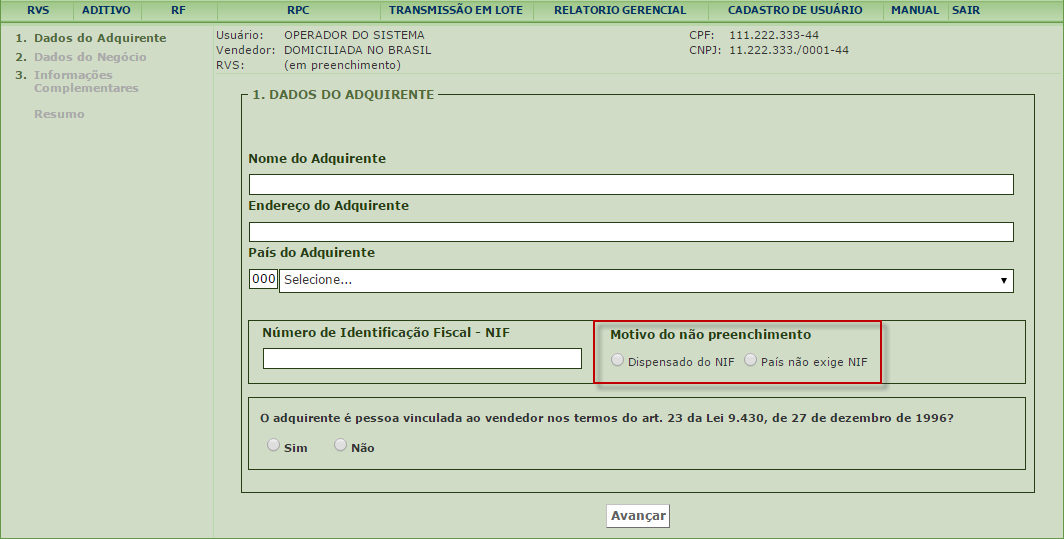 RVS ADITIVO RF RPC TRANSMISSÃO EM LOTE RELATORIO GERENCIAL CADASTRO DE USUÁRIO MANUAL SAIR
1. Dados do Adquirente
2. Dados do Negócio
3. Informações
Complementares
Resumo
Usuário: OPERADOR DO SISTEMA CPF: 111.222.333-44
Vendedor: DOMICILIADA NO BRASIL CNPJ: 11.222.333./0001-44
RVS: (em preenchimento)
1. DADOS DO ADQUIRENTE
Nome do Adquirente
Endereço do Adquirente
País do Adquirente
000 Selecione...
Número de Identificação Fiscal - NIF
Motivo do não preenchimento
Dispensado do NIF País não exige NIF
O adquirente é pessoa vinculada ao vendedor nos termos do art. 23 da Lei 9.430, de 27 de dezembro de 1996?
Sim Não
Avançar